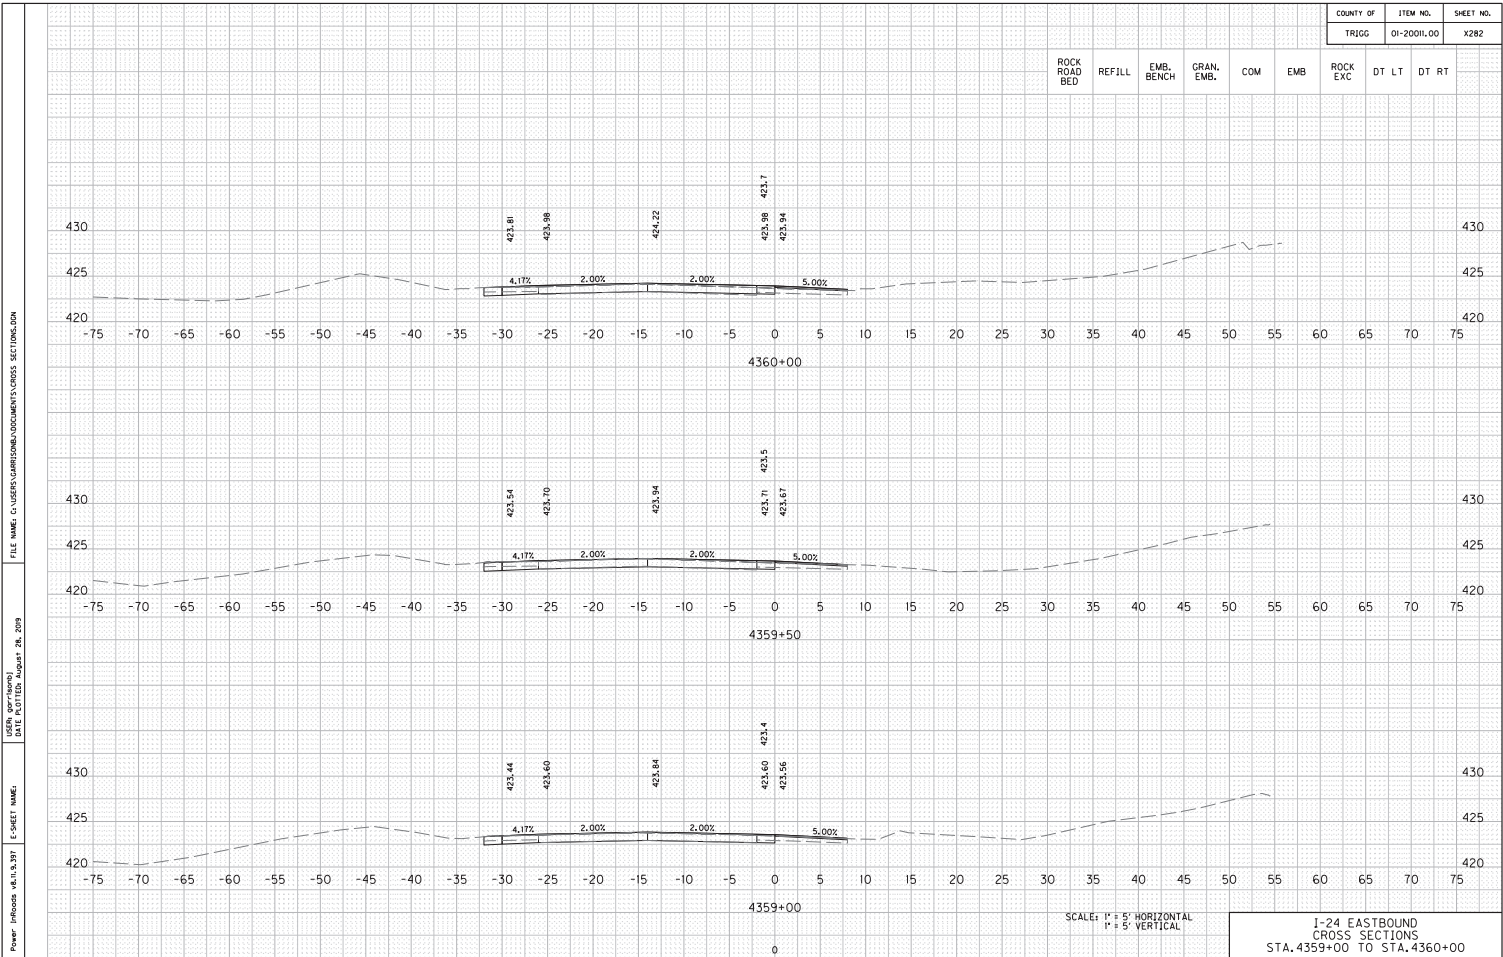 COUNTY OF ITEM NO. SHEET NO.
TRIGG 01-20011.00 X282
ROCK ROAD BED REFILL EMB. BENCH GRAN. EMB. COM EMB ROCK EXC DT LT DT RT
423.7
423.81 423.98 424.22 423.98 423.94
430 430
425 4.17% 2.00% 2.00% 5.00% 425
420 420
-75 -70 -65 -60 -55 -50 -45 -40 -35 -30 -25 -20 -15 -10 -5 0 5 10 15 20 25 30 35 40 45 50 55 60 65 70 75
4360+00
423.5
423.54 423.70 423.94 423.71 423.67
430 430
425 4.17% 2.00% 2.00% 5.00% 425
420 420
-75 -70 -65 -60 -55 -50 -45 -40 -35 -30 -25 -20 -15 -10 -5 0 5 10 15 20 25 30 35 40 45 50 55 60 65 70 75
4359+50
423.4
423.44 423.60 423.84 423.60 423.56
430 430
425 4.17% 2.00% 2.00% 5.00% 425
420 420
-75 -70 -65 -60 -55 -50 -45 -40 -35 -30 -25 -20 -15 -10 -5 0 5 10 15 20 25 30 35 40 45 50 55 60 65 70 75
4359+00
0
SCALE: 1" = 5' HORIZONTAL
1" = 5' VERTICAL
I-24 EASTBOUND
CROSS SECTIONS
STA.4359+00 TO STA.4360+00
FILE NAME: C:\USERS\GARRISONBJ\DOCUMENTS\CROSS SECTIONS.DGN
USER: garrisonbj
DATE PLOTTED: August 28, 2019
E-SHEET NAME:
Power InRoads v8.11.9.397